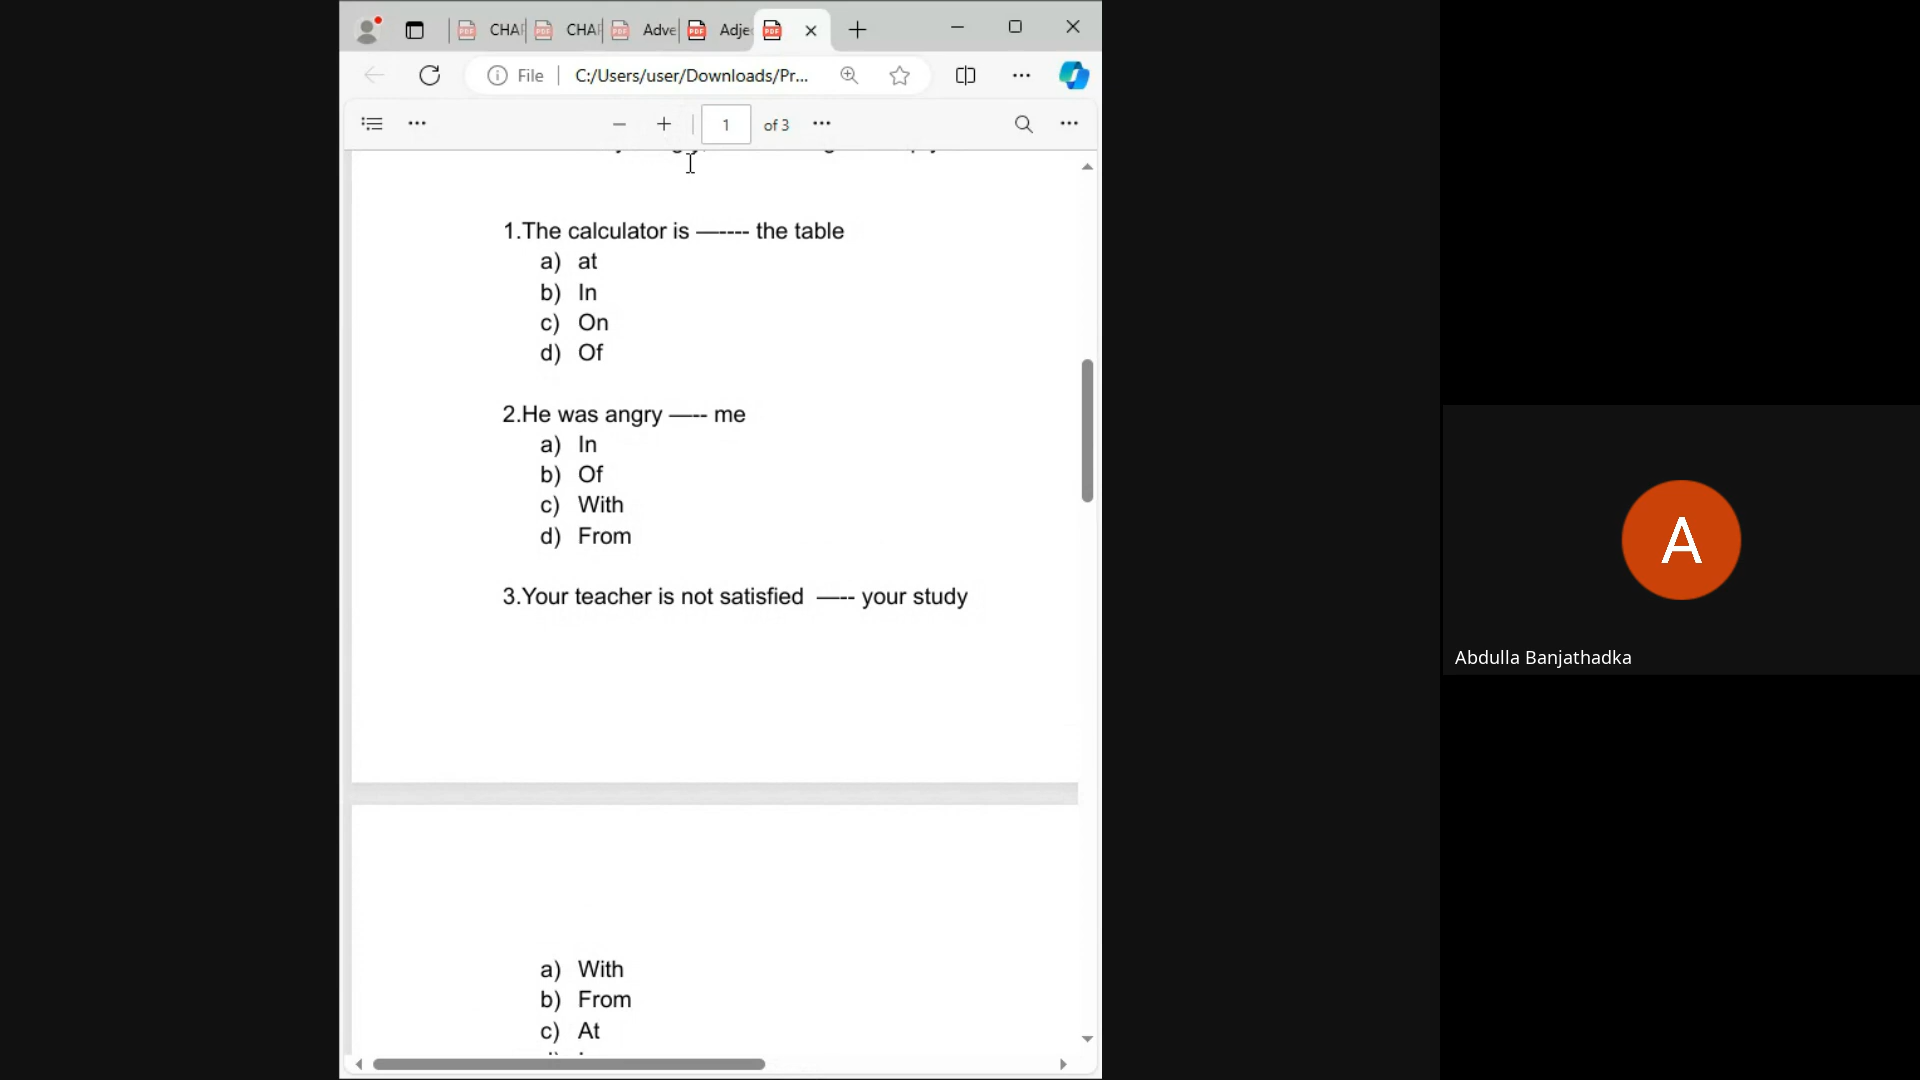 CHA
CHA
Adve
Adje
File
C:/Users/user/Downloads/Pr...
1
of 3
1.The calculator is —---- the table
a) at
b) In
c) On
d) Of
2.He was angry —--- me
a) In
b) Of
c) With
d) From
3.Your teacher is not satisfied —--- your study
a) With
b) From
c) At
A
Abdulla Banjathadka